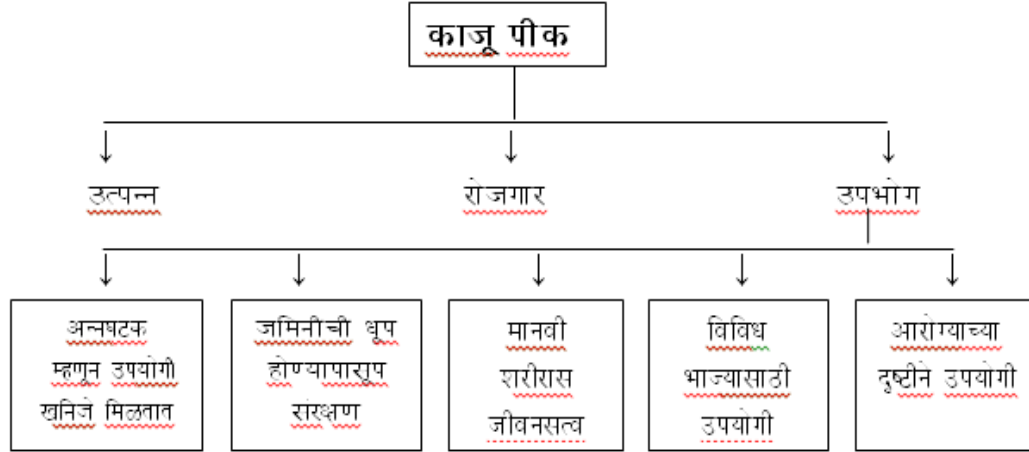 काजू पीक
उत्पन्न
रोजगार
उपभोग
अन्नघटक
म्हणून उपयोगी
खनिजे मिळतात
जमिनीची धूप
होण्यापासूप
संरक्षण
मानवी
शरीरास
जीवनसत्व
विविध
भाज्यासाठी
उपयोगी
आरोग्याच्या
दृष्टीने उपयोगी